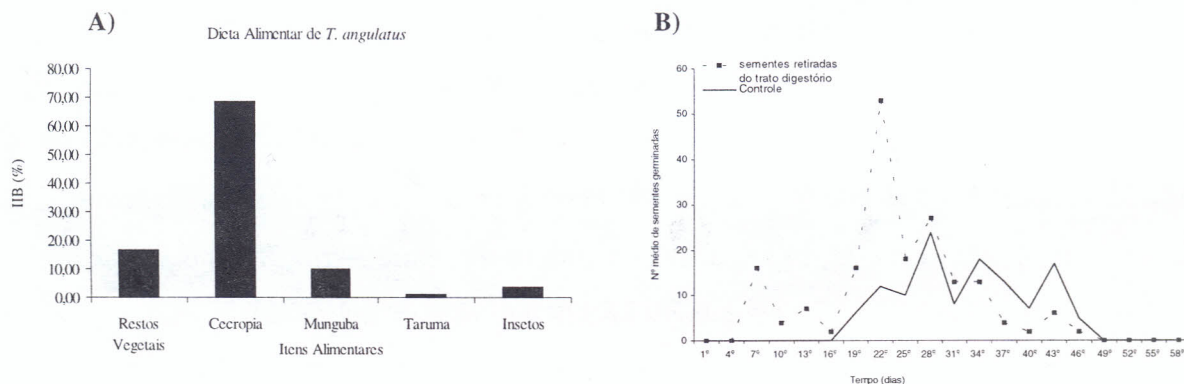 A)
Dieta Alimentar de T. angulatus
80,00
70,00
60,00
50,00
40,00
30,00
20,00
10,00
0,00
IIB (%)
Restos Vegetais
Cecropia
Munguba
Taruma
Insetos
Itens Alimentares
B)
sementes retiradas
do trato digestório
Controle
60
50
40
30
20
10
0
Nº médio de sementes germinadas
1º 4º 7º 10º 13º 16º 19º 22º 25º 28º 31º 34º 37º 40º 43º 46º 49º 52º 55º 58º
Tempo (dias)